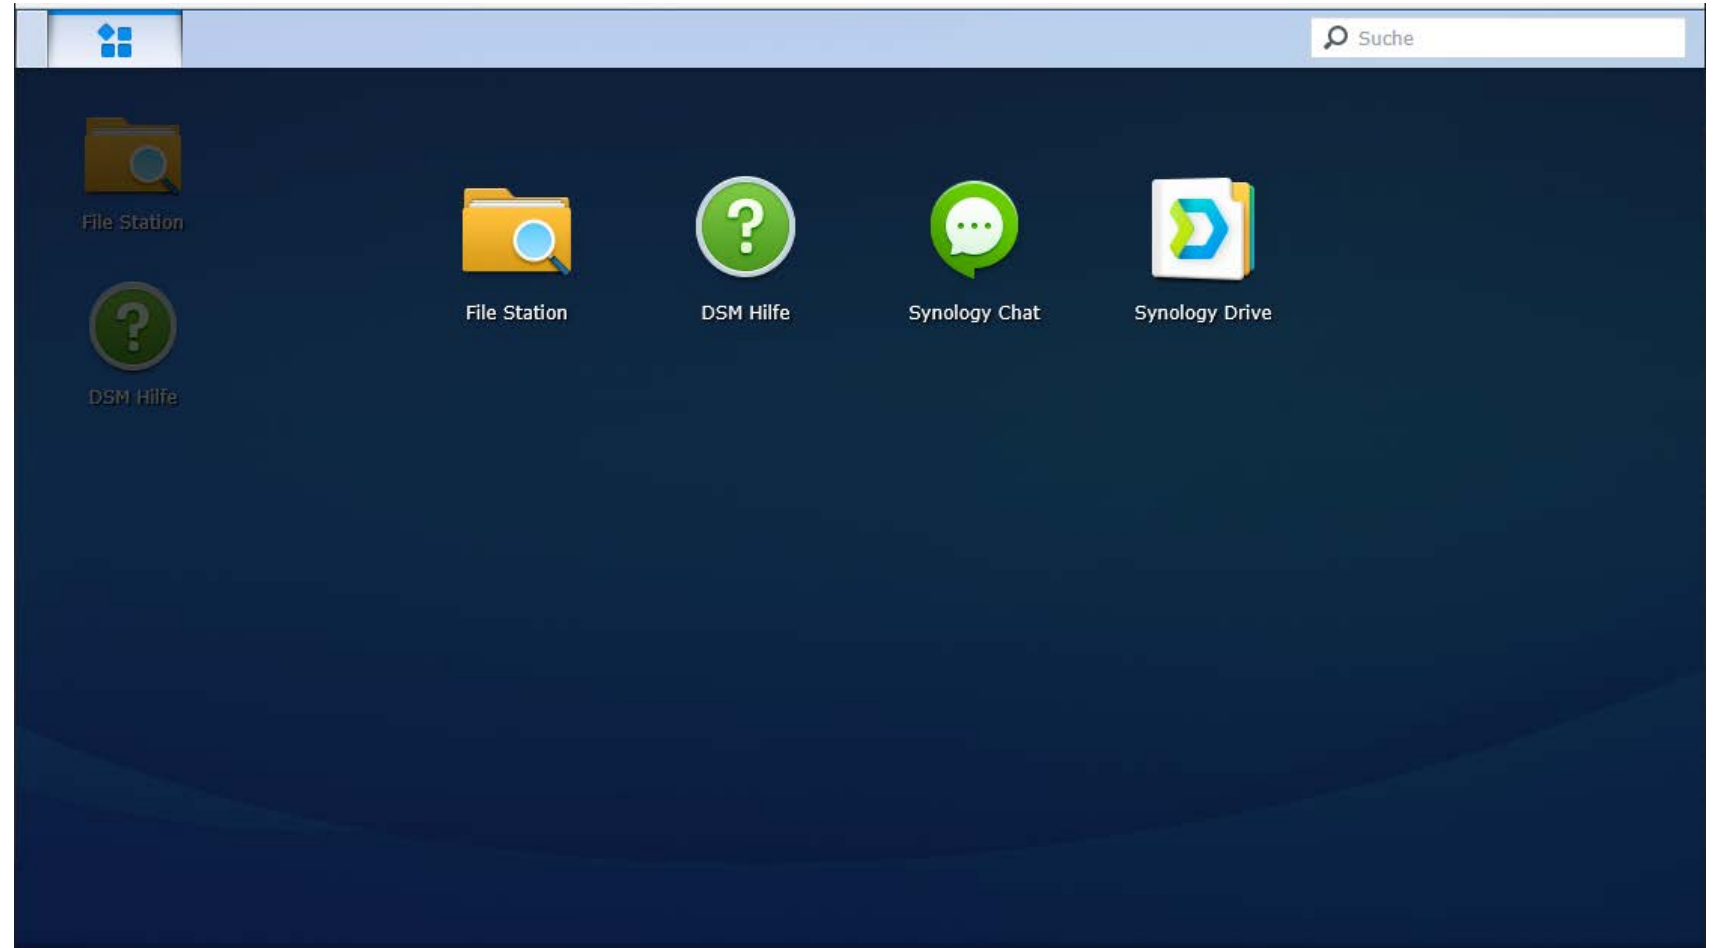 Suche
File Station
DSM Hilfe
File Station
DSM Hilfe
Synology Chat
Synology Drive